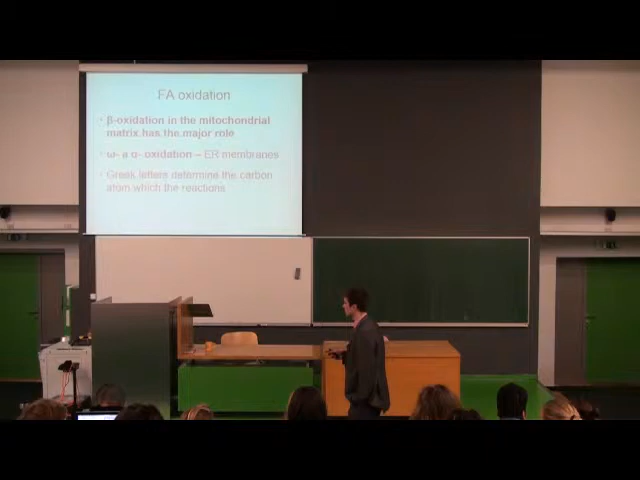 FA oxidation
• β-oxidation in the mitochondrial
matrix has the major role
• ω- a α- oxidation – ER membranes
• Greek letters determine the carbon
atom which the reactions